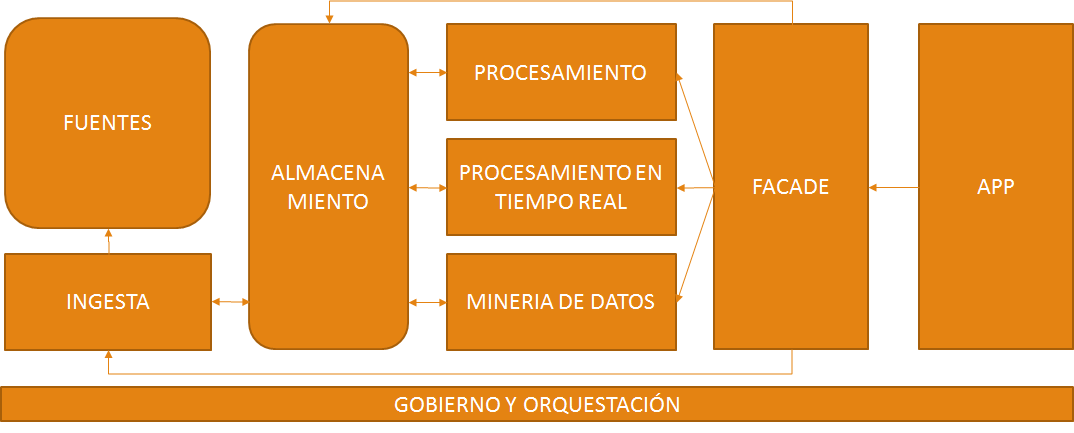 FUENTES
INGESTA
ALMACENA
MIENTO
PROCESAMIENTO
PROCESAMIENTO EN
TIEMPO REAL
MINERIA DE DATOS
FACADE
APP
GOBIERNO Y ORQUESTACIÓN